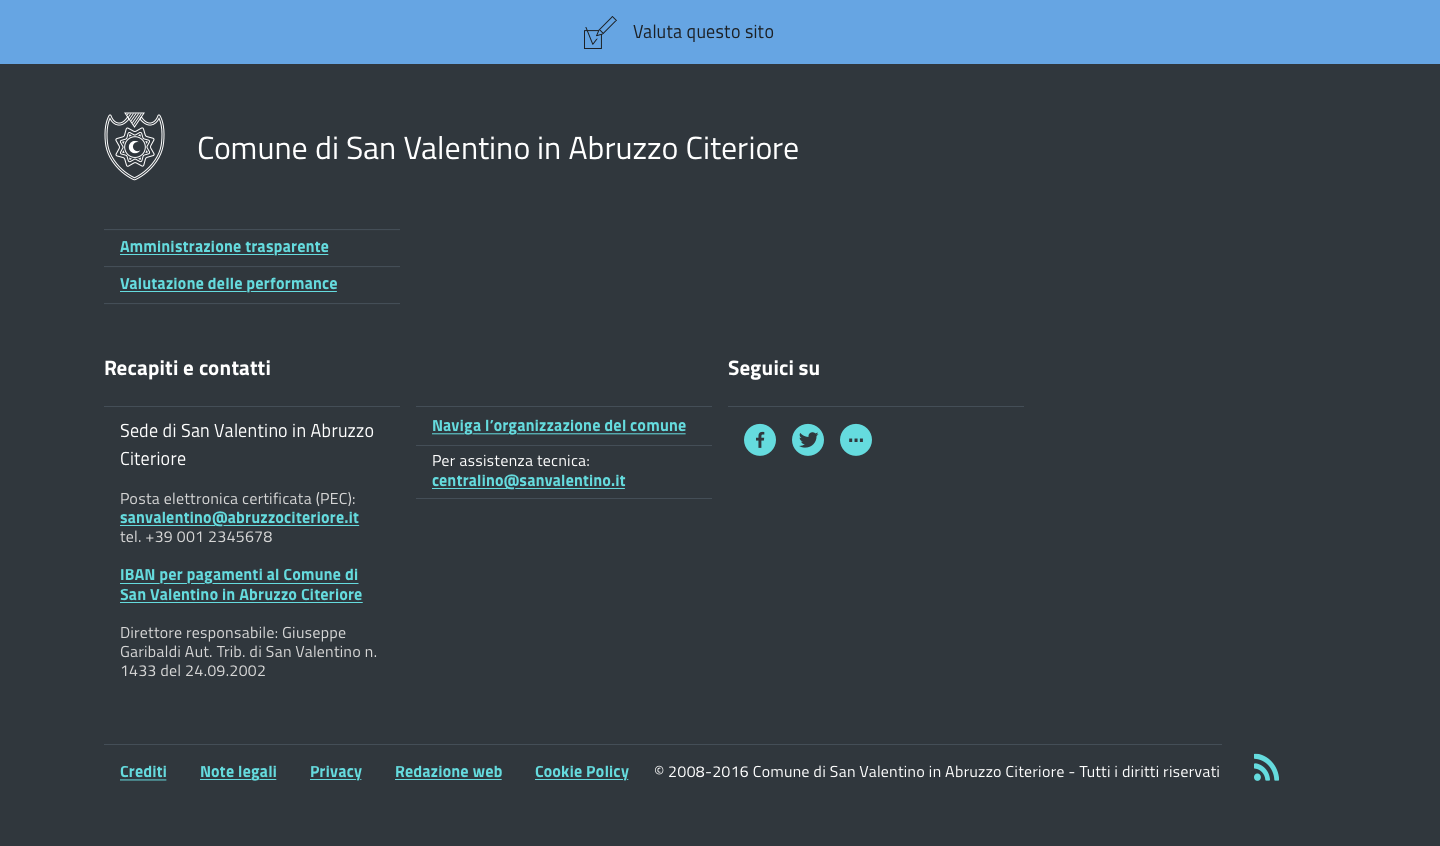 Valuta questo sito
Comune di San Valentino in Abruzzo Citeriore
Amministrazione trasparente
Valutazione delle performance
Recapiti e contatti
Sede di San Valentino in Abruzzo
Citeriore
Posta elettronica certificata (PEC):
sanvalentino@abruzzociteriore.it
tel. +39 001 2345678
IBAN per pagamenti al Comune di
San Valentino in Abruzzo Citeriore
Direttore responsabile: Giuseppe
Garibaldi Aut. Trib. di San Valentino n.
1433 del 24.09.2002
Naviga l’organizzazione del comune
Per assistenza tecnica:
centralino@sanvalentino.it
Seguici su
Crediti Note legali Privacy Redazione web Cookie Policy © 2008-2016 Comune di San Valentino in Abruzzo Citeriore - Tutti i diritti riservati